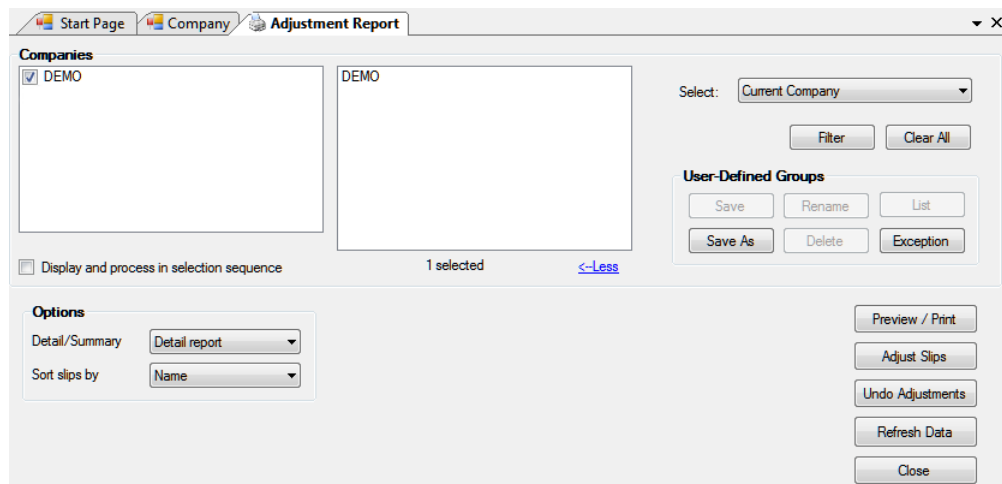 Start Page Company Adjustment Report
Companies
DEMO DEMO
Select: Current Company
Filter Clear All
User-Defined Groups
Save Rename List
Save As Delete Exception
Display and process in selection sequence 1 selected <--Less
Options
Detail/Summary Detail report
Sort slips by Name
Preview / Print
Adjust Slips
Undo Adjustments
Refresh Data
Close